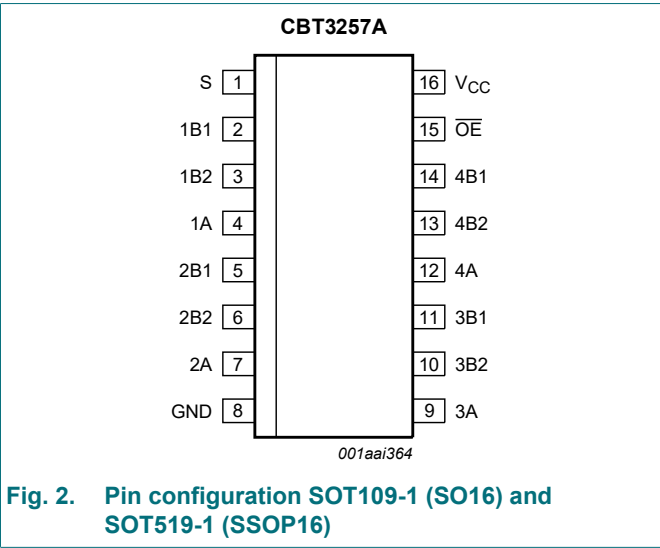 CBT3257A
S 1 16 VCC
1B1 2 15 OE
1B2 3 14 4B1
1A 4 13 4B2
2B1 5 12 4A
2B2 6 11 3B1
2A 7 10 3B2
GND 8 9 3A
001aai364
Fig. 2. Pin configuration SOT109-1 (SO16) and
SOT519-1 (SSOP16)